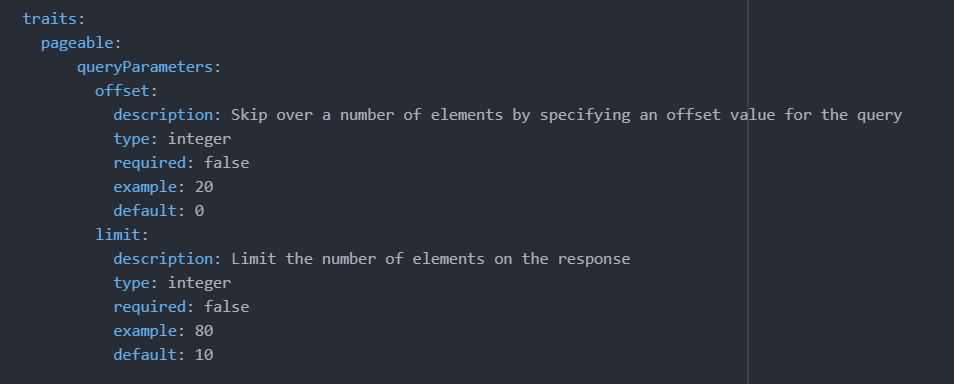 traits:
  pageable:
      queryParameters:
        offset:
          description: Skip over a number of elements by specifying an offset value for the query
          type: integer
          required: false
          example: 20
          default: 0
        limit:
          description: Limit the number of elements on the response
          type: integer
          required: false
          example: 80
          default: 10